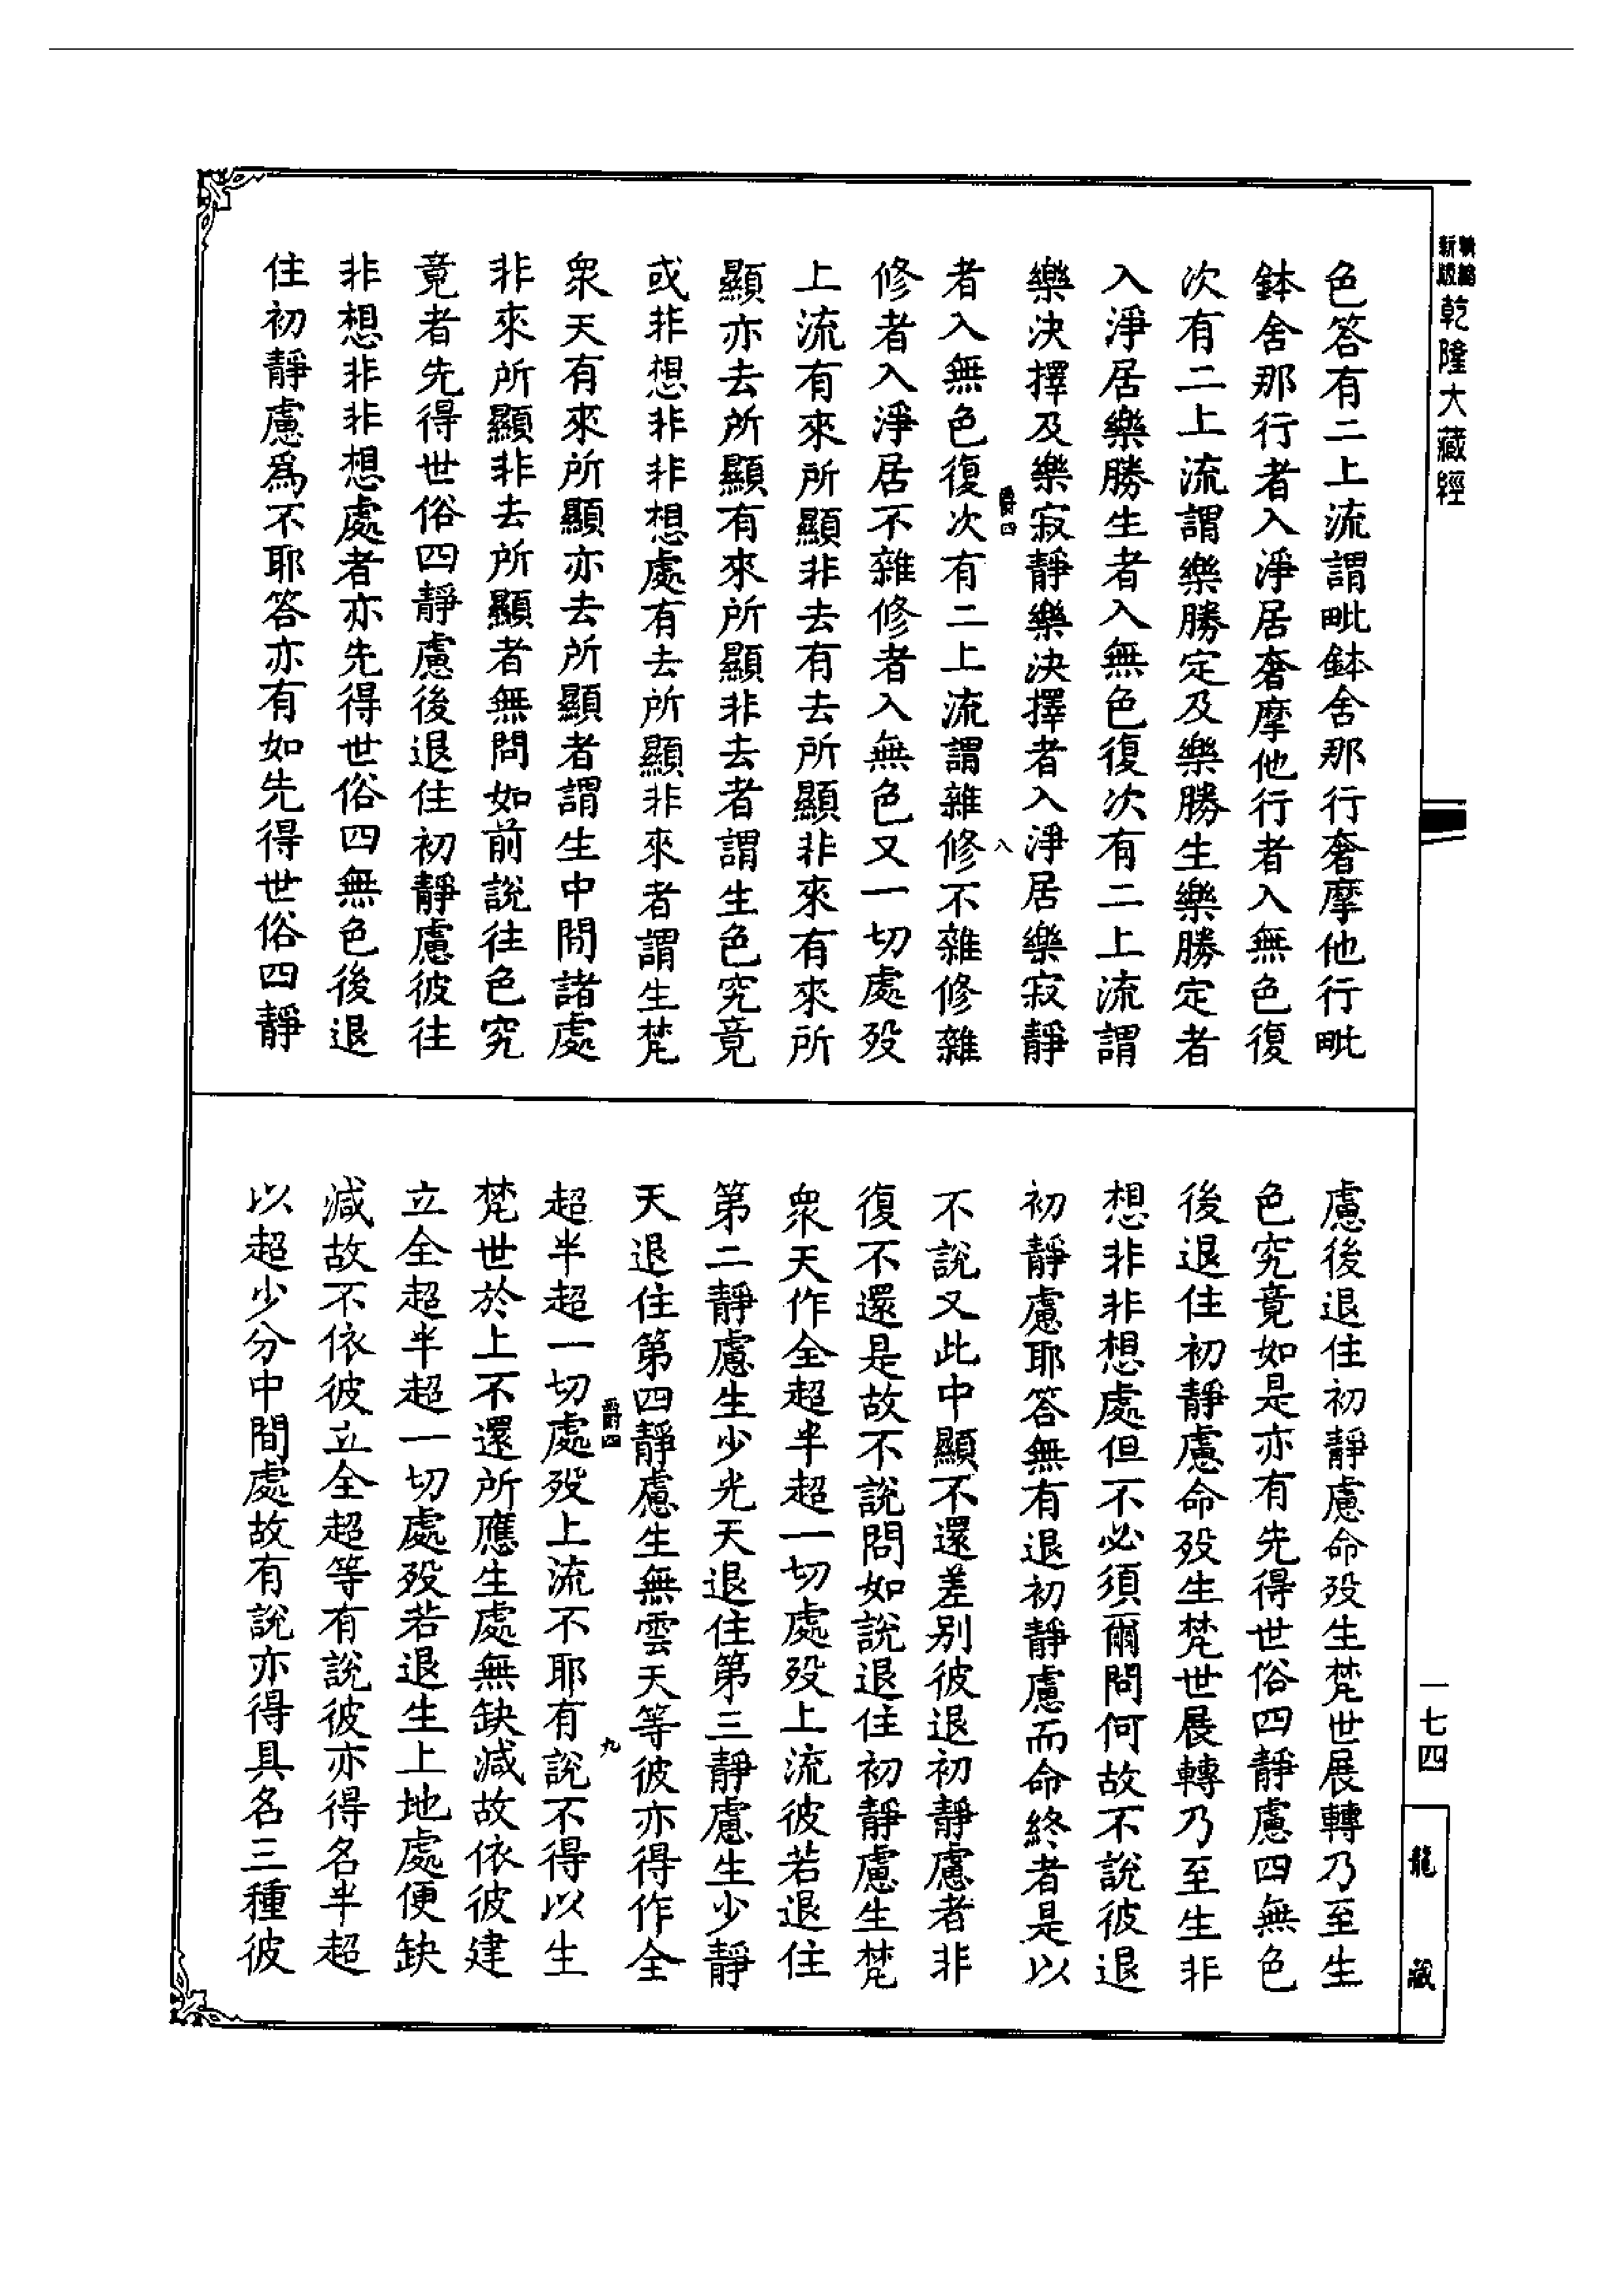 新編縮版 乾隆大藏經
色答有二上流謂毗鉢舍那行奢摩他行毗
鉢舍那行者入淨居奢摩他行者入無色復
次有二上流謂樂勝定及樂勝生樂勝定者
入淨居樂勝生者入無色復次有二上流謂
樂決擇及樂寂靜樂決擇者入淨居樂寂靜
爵四 八
者入無色復次有二上流謂雜修不雜修雜
修者入淨居不雜修者入無色又一切處歿
上流有來所顯非去有去所顯非來有來所
顯亦去所顯有來所顯非去者謂生色究竟
或非想非非想處有去所顯非來者謂生梵
衆天有來所顯亦去所顯者謂生中間諸處
非來所顯非去所顯者無問如前說往色究
竟者先得世俗四靜慮後退住初靜慮彼往
非想非非想處者亦先得世俗四無色後退
住初靜慮爲不耶答亦有如先得世俗四靜
慮後退住初靜慮命歿生梵世展轉乃至生
色究竟如是亦有先得世俗四靜慮四無色
後退住初靜慮命歿生梵世展轉乃至生非
想非非想處但不必須爾問何故不說彼退
初靜慮耶答無有退初靜慮而命終者是以
不說又此中顯不還差別彼退初靜慮者非
復不還是故不說問如說退住初靜慮生梵
衆天作全超半超一切處歿上流彼若退住
第二靜慮生少光天退住第三靜慮生少靜
天退住第四靜慮生無雲天等彼亦得作全
爵四 九
超半超一切處歿上流不耶有說不得以生
梵世於上不還所應生處無缺減故依彼建
立全超半超一切處歿若退生上地處便缺
減故不依彼立全超等有說彼亦得名半超
以超少分中間處故有說亦得具名三種彼
一七四
龍藏